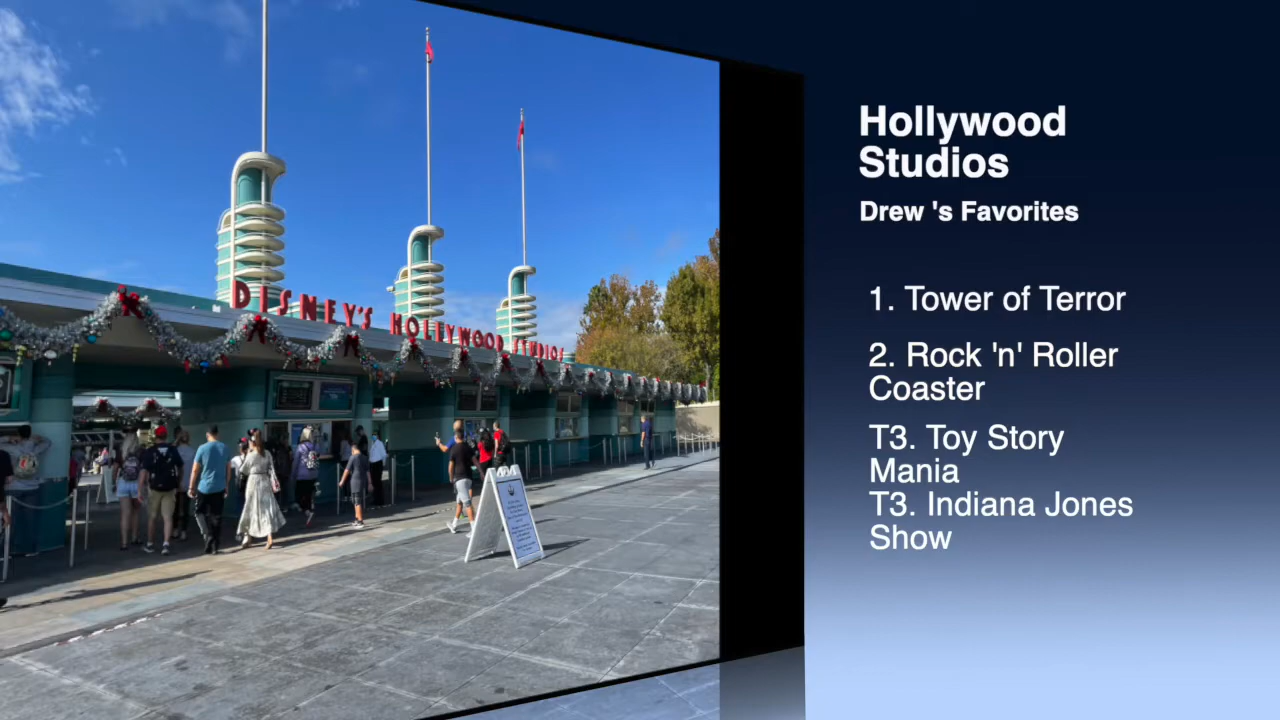 DISNEY'S HOLLYWOOD STUDIOS
Hollywood
Studios
Drew 's Favorites
1. Tower of Terror
2. Rock 'n' Roller
Coaster
T3. Toy Story
Mania
T3. Indiana Jones
Show